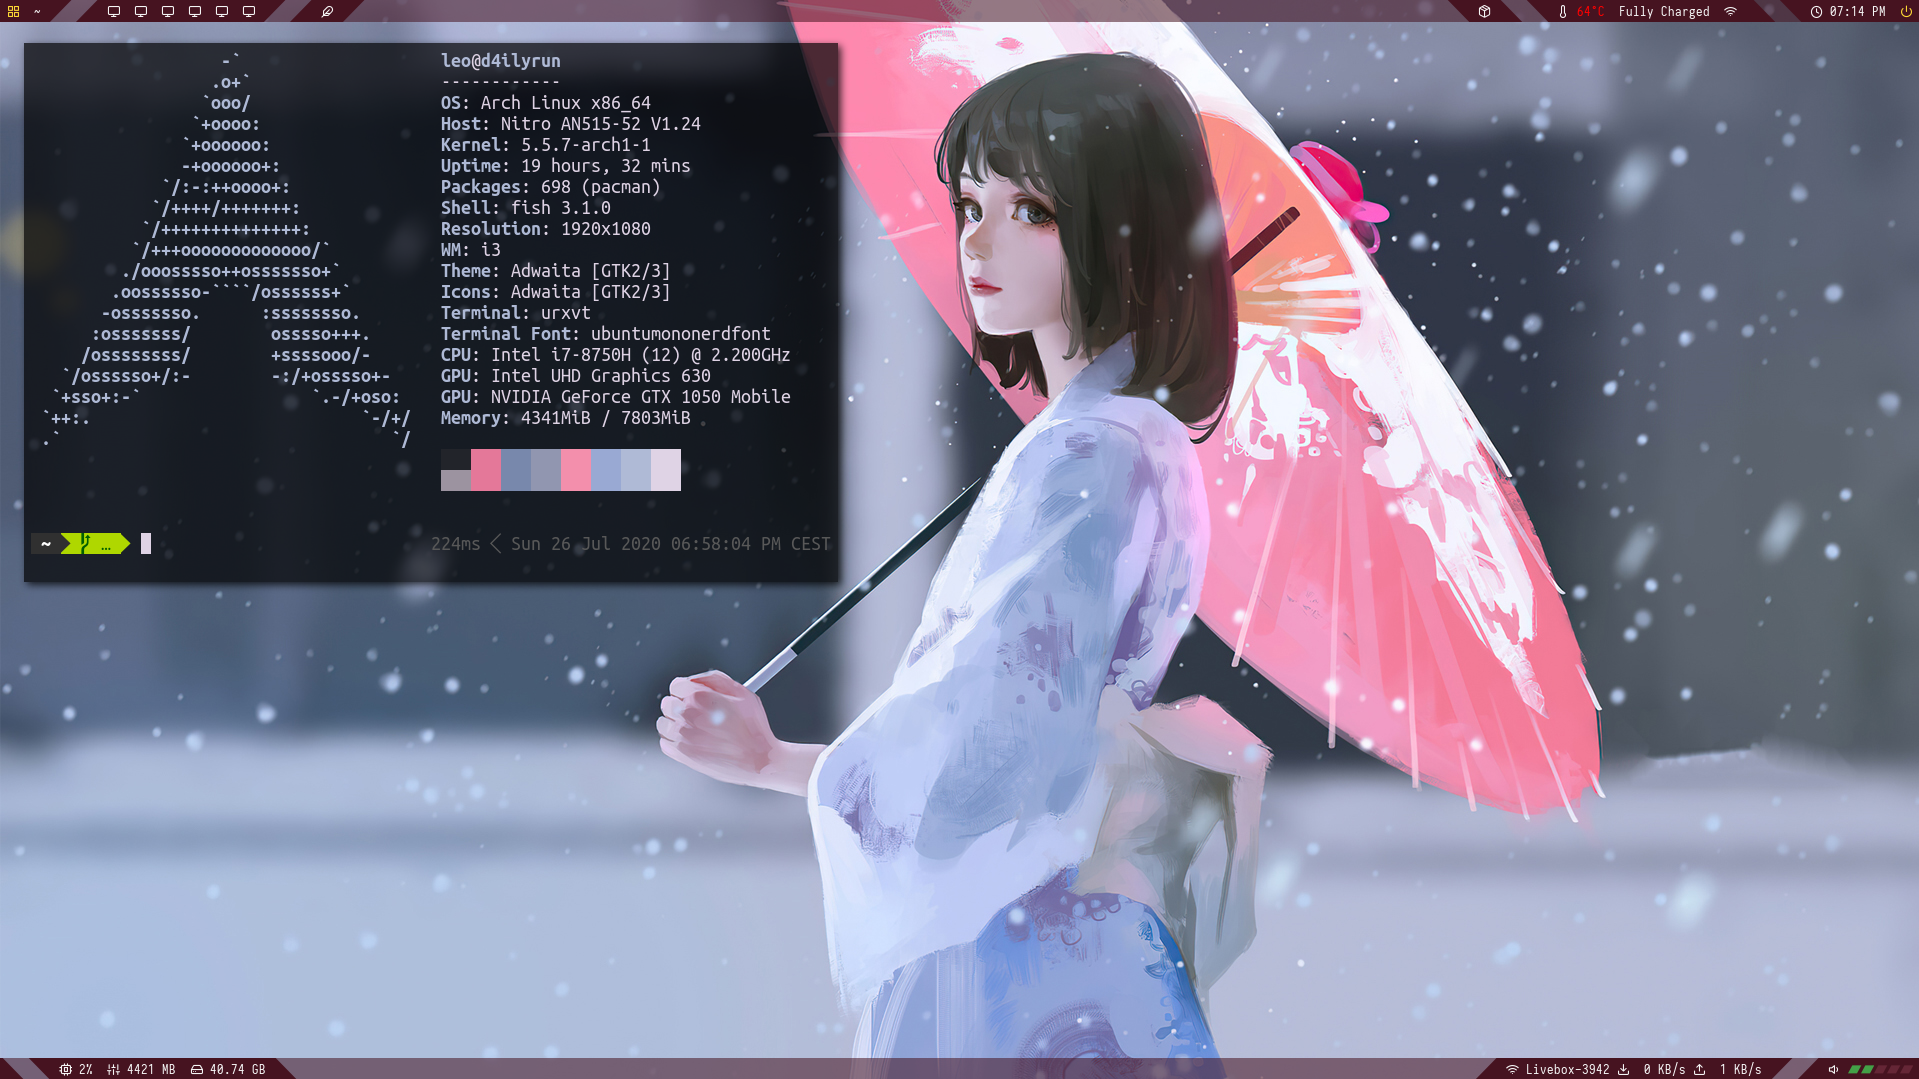 ~
64°C Fully Charged
07:14 PM
-`
.o+`
`ooo/
`+oooo:
`+oooooo:
-+oooooo+:
`/:-:++oooo+:
`/++++/+++++++:
`/++++++++++++++:
`/+++ooooooooooooo/`
./ooosssso++osssssso+`
.oossssso-````/ossssss+`
-osssssso. :ssssssso.
:osssssss/ osssso+++.
/ossssssss/ +ssssooo/-
`/ossssso+/:- -:/+osssso+-
`+sso+:-` `.-/+oso:
`++:. `-/+/
.` `/
leo@d4ilyrun
------------
OS: Arch Linux x86_64
Host: Nitro AN515-52 V1.24
Kernel: 5.5.7-arch1-1
Uptime: 19 hours, 32 mins
Packages: 698 (pacman)
Shell: fish 3.1.0
Resolution: 1920x1080
WM: i3
Theme: Adwaita [GTK2/3]
Icons: Adwaita [GTK2/3]
Terminal: urxvt
Terminal Font: ubuntumononerdfont
CPU: Intel i7-8750H (12) @ 2.200GHz
GPU: Intel UHD Graphics 630
GPU: NVIDIA GeForce GTX 1050 Mobile
Memory: 4341MiB / 7803MiB
~ … 224ms Sun 26 Jul 2020 06:58:04 PM CEST
2% 4421 MB 40.74 GB
Livebox-3942 0 KB/s 1 KB/s